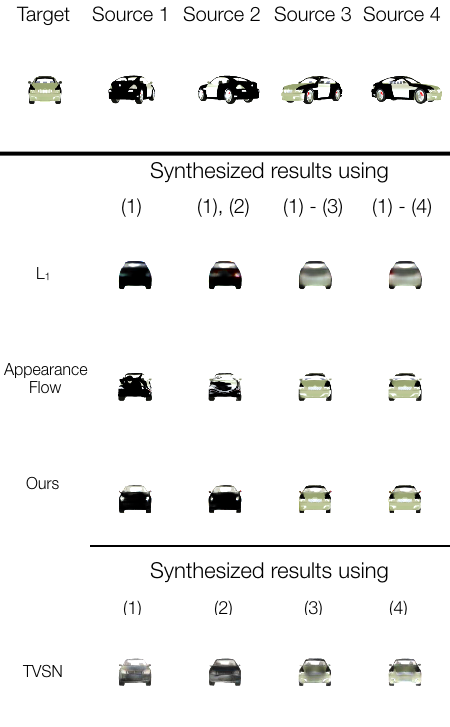 Target Source 1 Source 2 Source 3 Source 4
Synthesized results using
(1) (1), (2) (1) - (3) (1) - (4)
L₁
Appearance
Flow
Ours
Synthesized results using
(1) (2) (3) (4)
TVSN